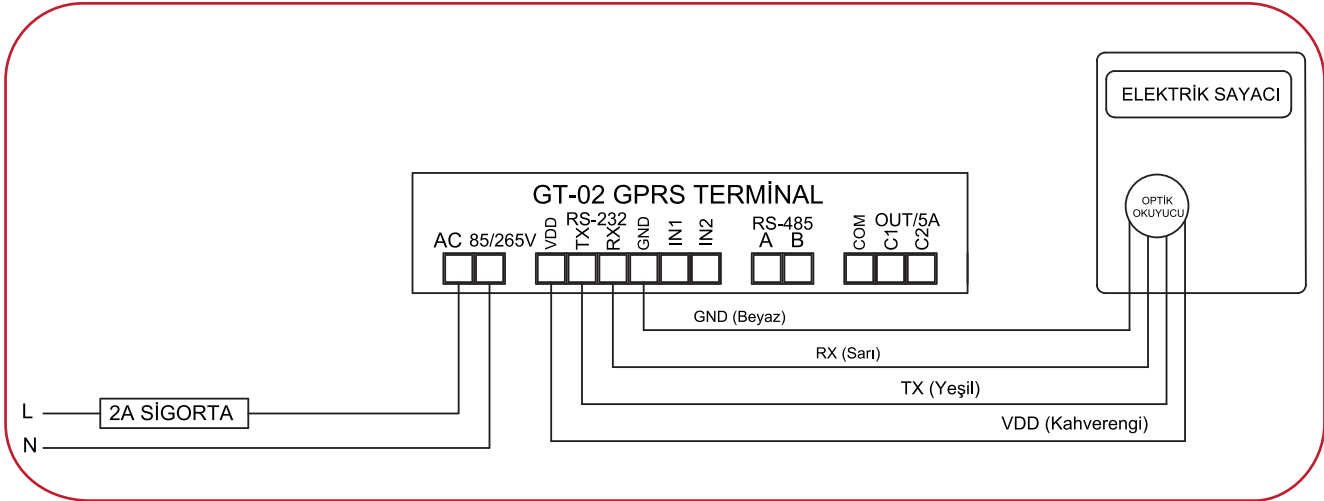 ELEKTRİK SAYACI
OPTİK
OKUYUCU
GT-02 GPRS TERMİNAL
RS-232
RS-485
OUT/5A
AC 85/265V
VDD
TX
RX
GND
IN1
IN2
A B
COM
C1
C2
GND (Beyaz)
RX (Sarı)
TX (Yeşil)
VDD (Kahverengi)
L
2A SİGORTA
N